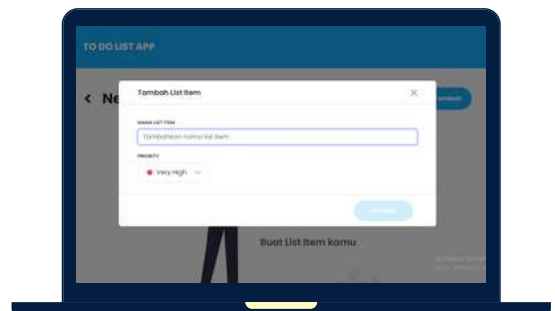 TO DO LIST APP
Ne
Tambah List Item
NAMA LIST ITEM
Tambahkan nama list item
PRIORITY
Very High
Buat List Item kamu